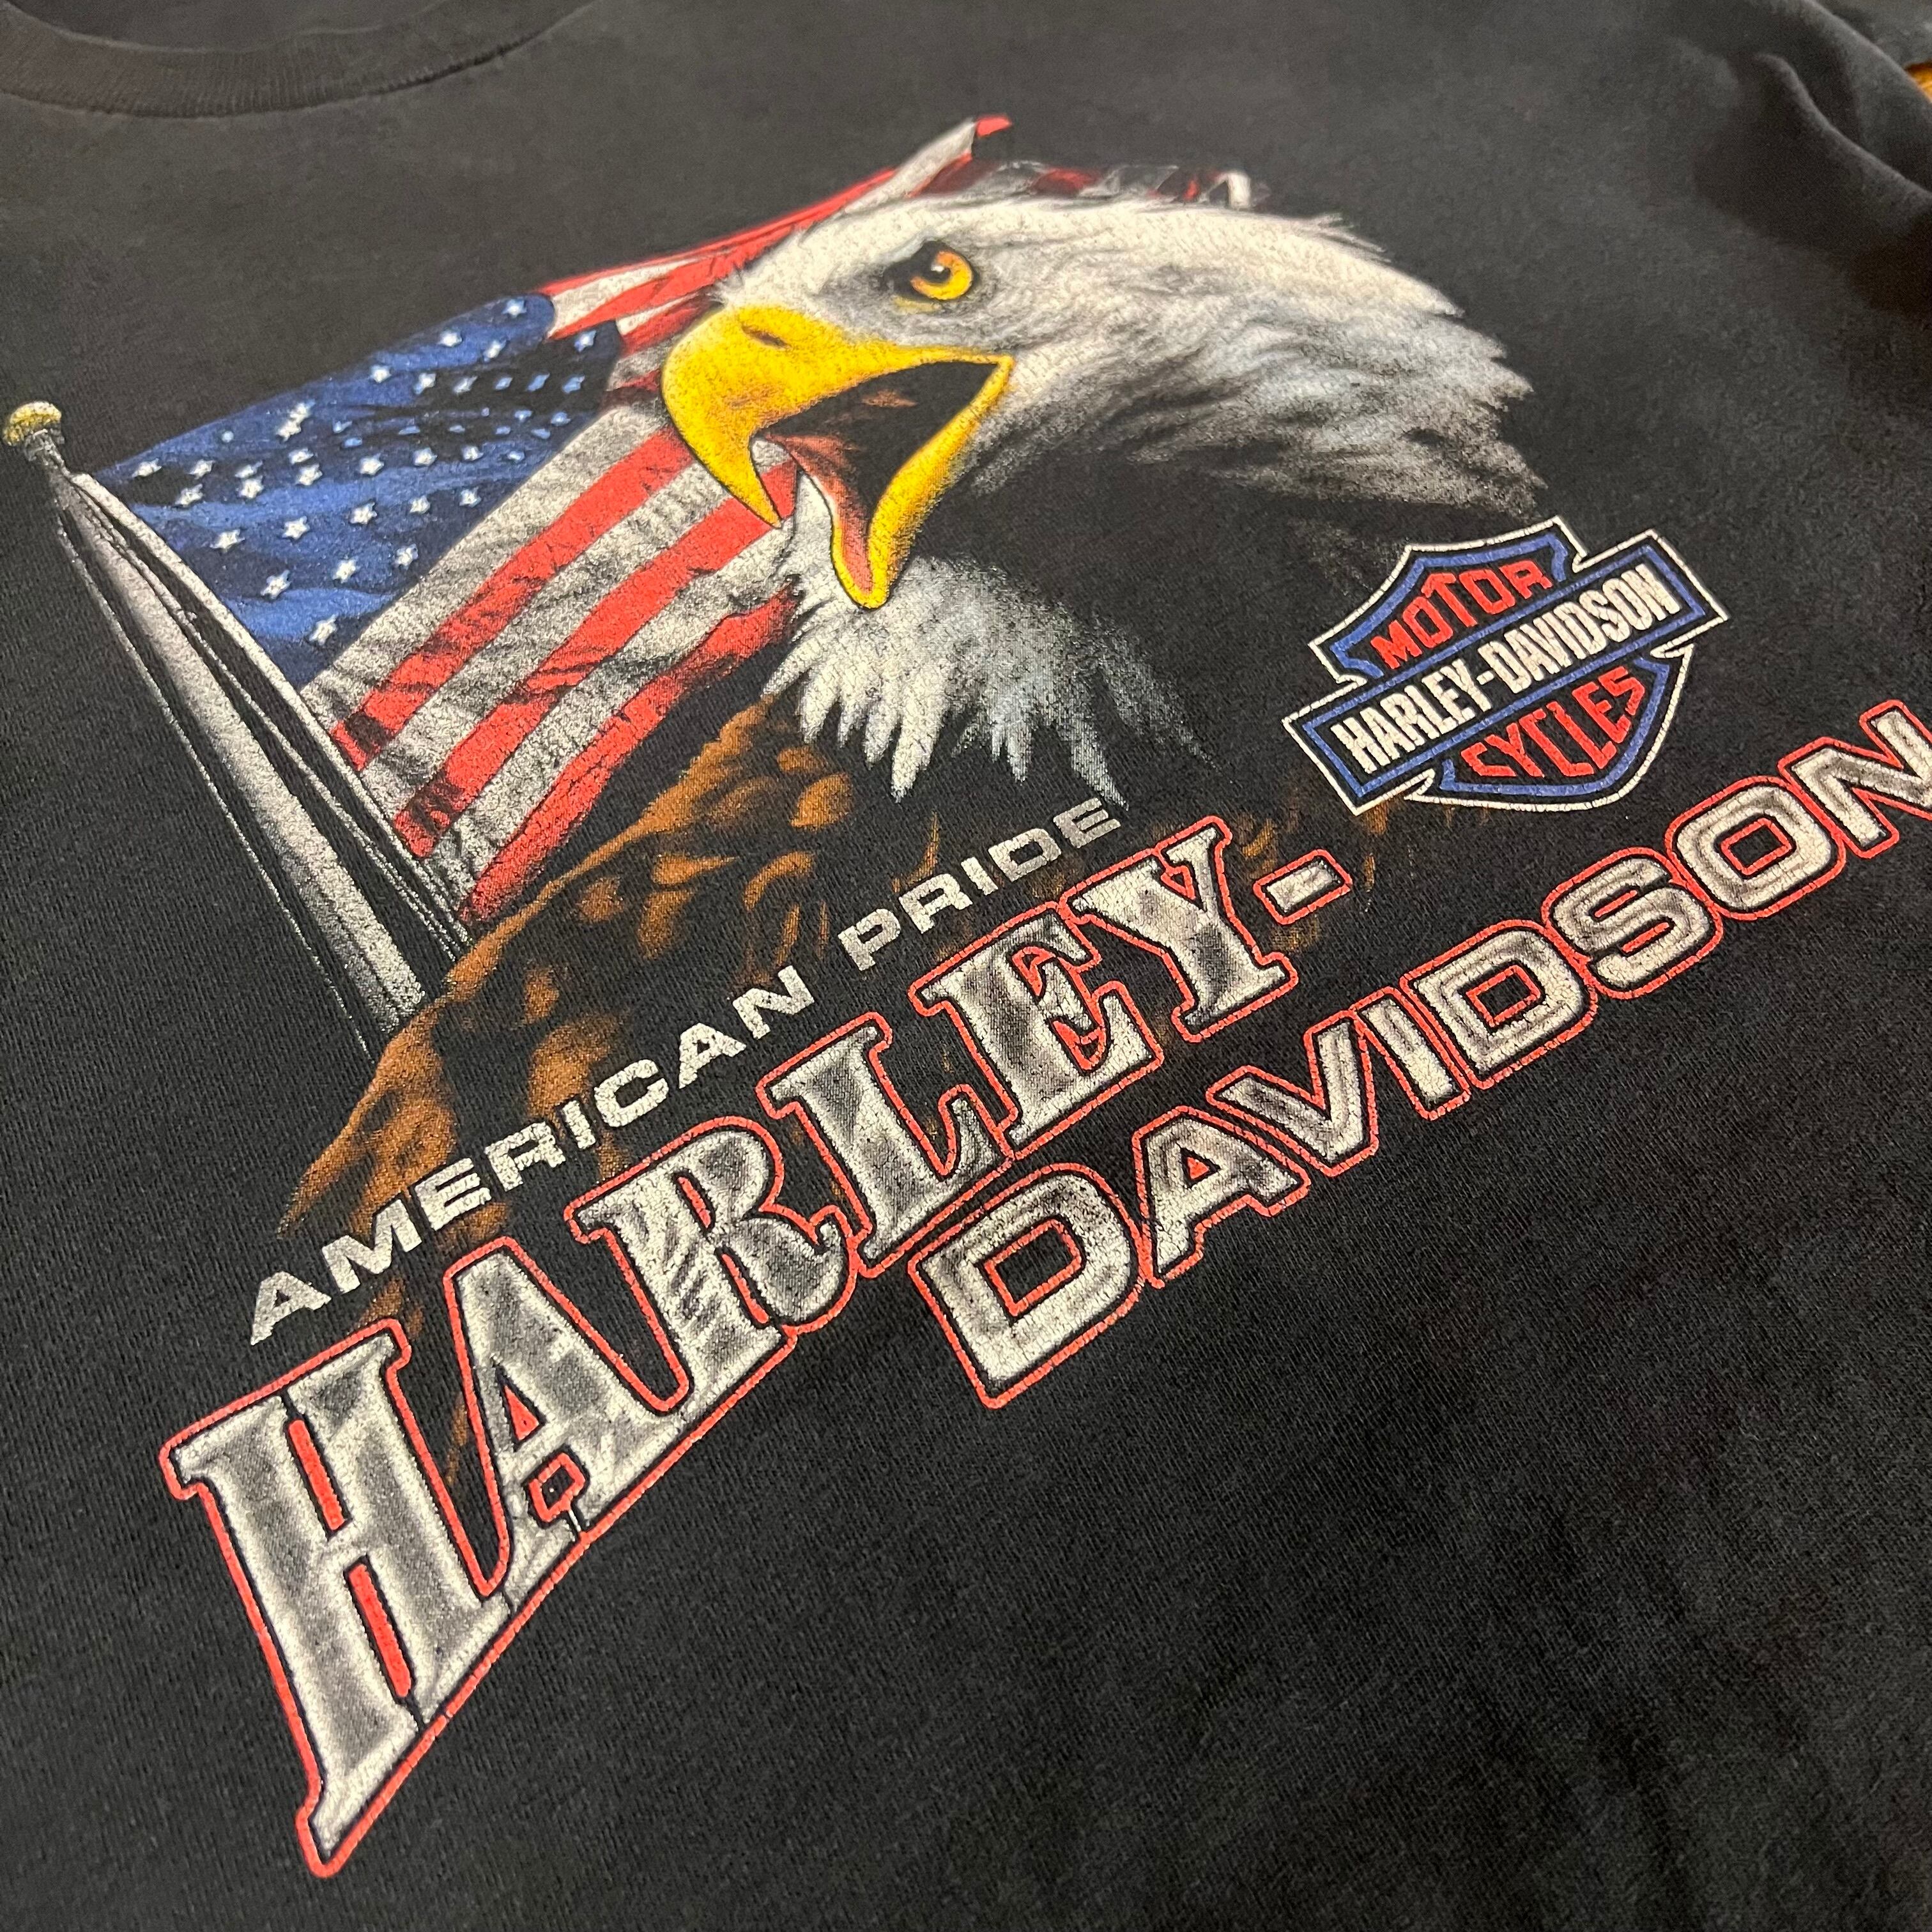 MOTOR
HARLEY-DAVIDSON
CYCLES
AMERICAN PRIDE
HARLEY-
DAVIDSON